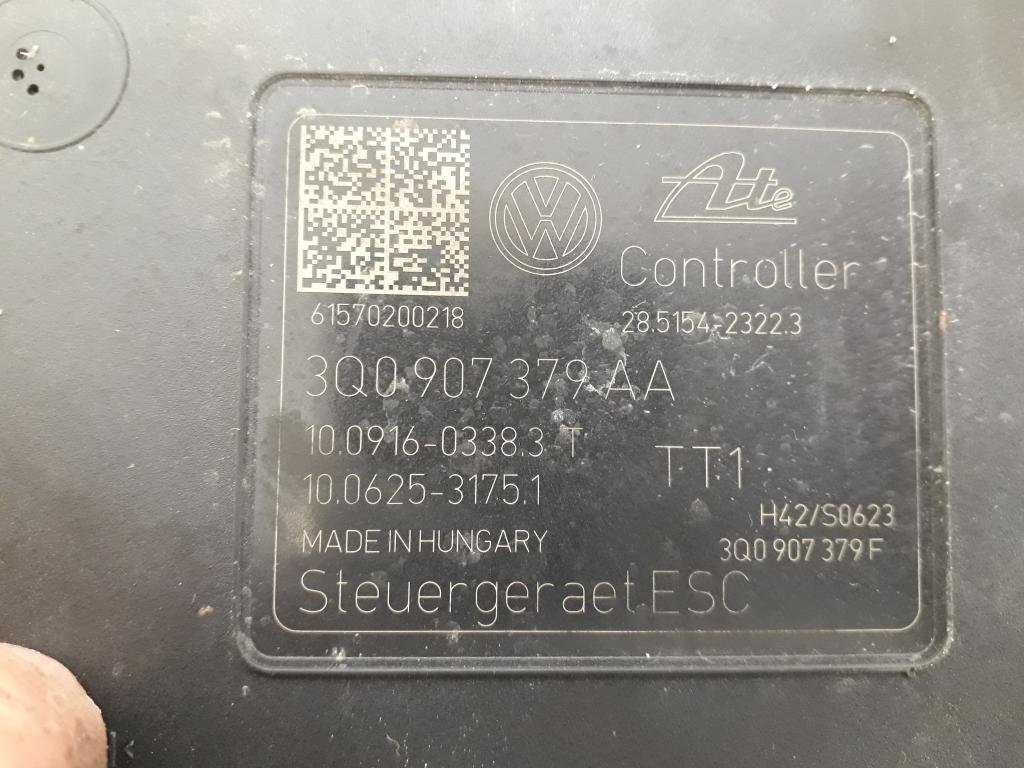 VW
Ate
Controller
61570200218
28.5154-2322.3
3Q0 907 379 AA
10.0916-0338.3 T
TT1
10.0625-3175.1
H42/S0623
MADE IN HUNGARY
3Q0 907 379 F
Steuergeraet ESC